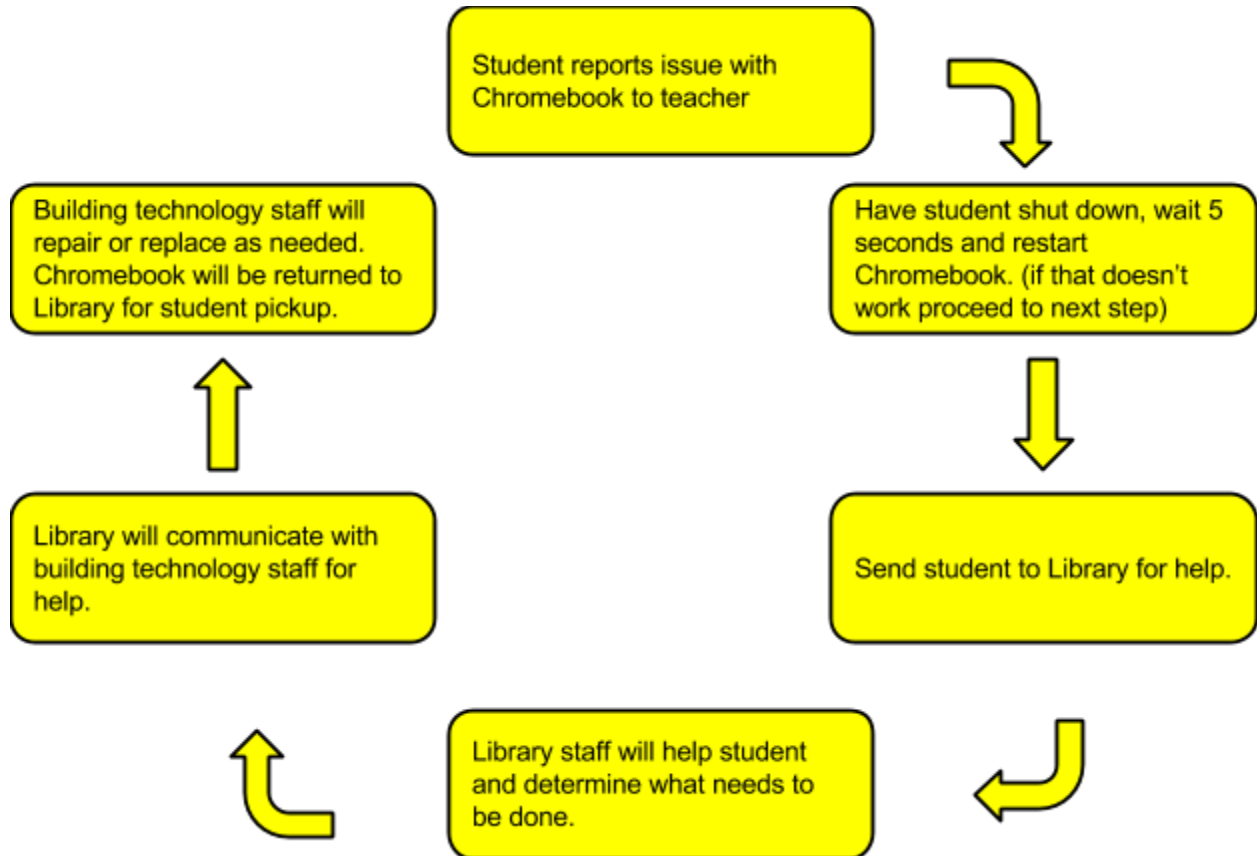 Student reports issue with
Chromebook to teacher
Have student shut down, wait 5
seconds and restart
Chromebook. (if that doesn't
work proceed to next step)
Send student to Library for help.
Library staff will help student
and determine what needs to
be done.
Library will communicate with
building technology staff for
help.
Building technology staff will
repair or replace as needed.
Chromebook will be returned to
Library for student pickup.